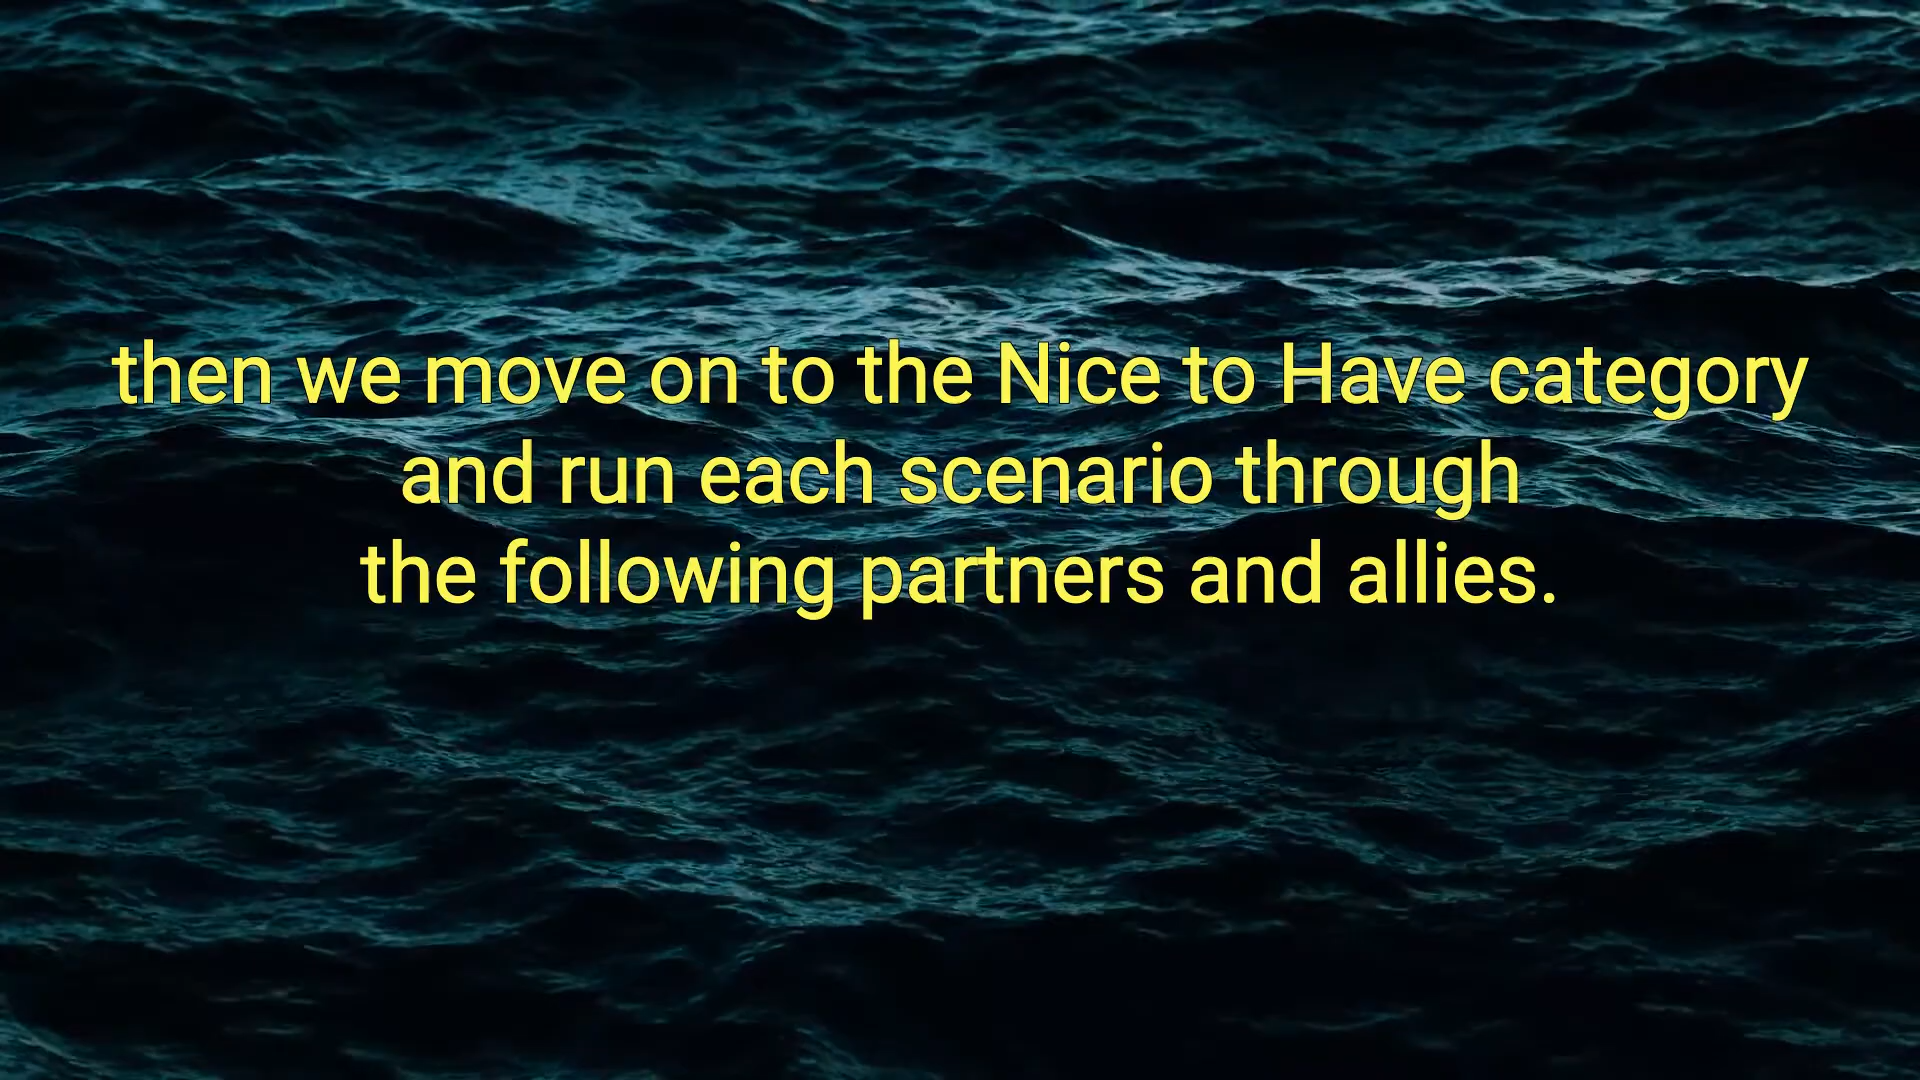 then we move on to the Nice to Have category
and run each scenario through
the following partners and allies.